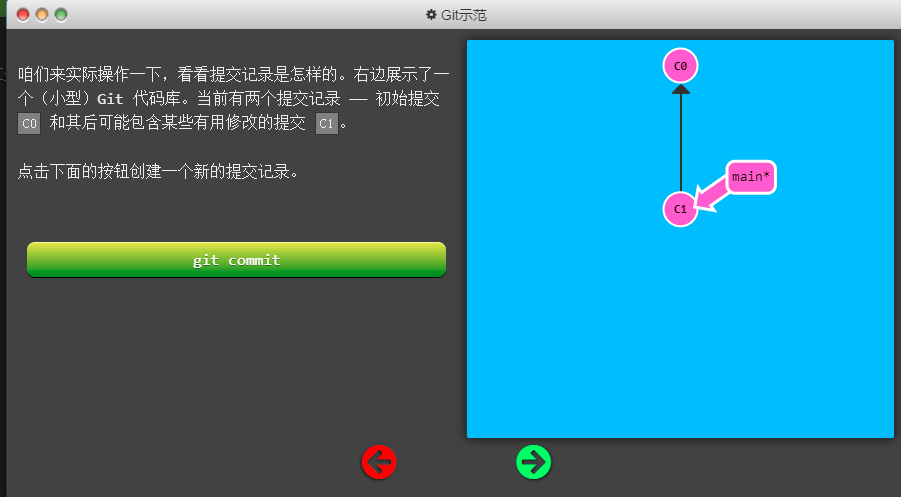 Git示范
咱们来实际操作一下，看看提交记录是怎样的。右边展示了一
个（小型）Git 代码库。当前有两个提交记录 —— 初始提交
C0 和其后可能包含某些有用修改的提交 C1。
点击下面的按钮创建一个新的提交记录。
git commit
C0
main*
C1